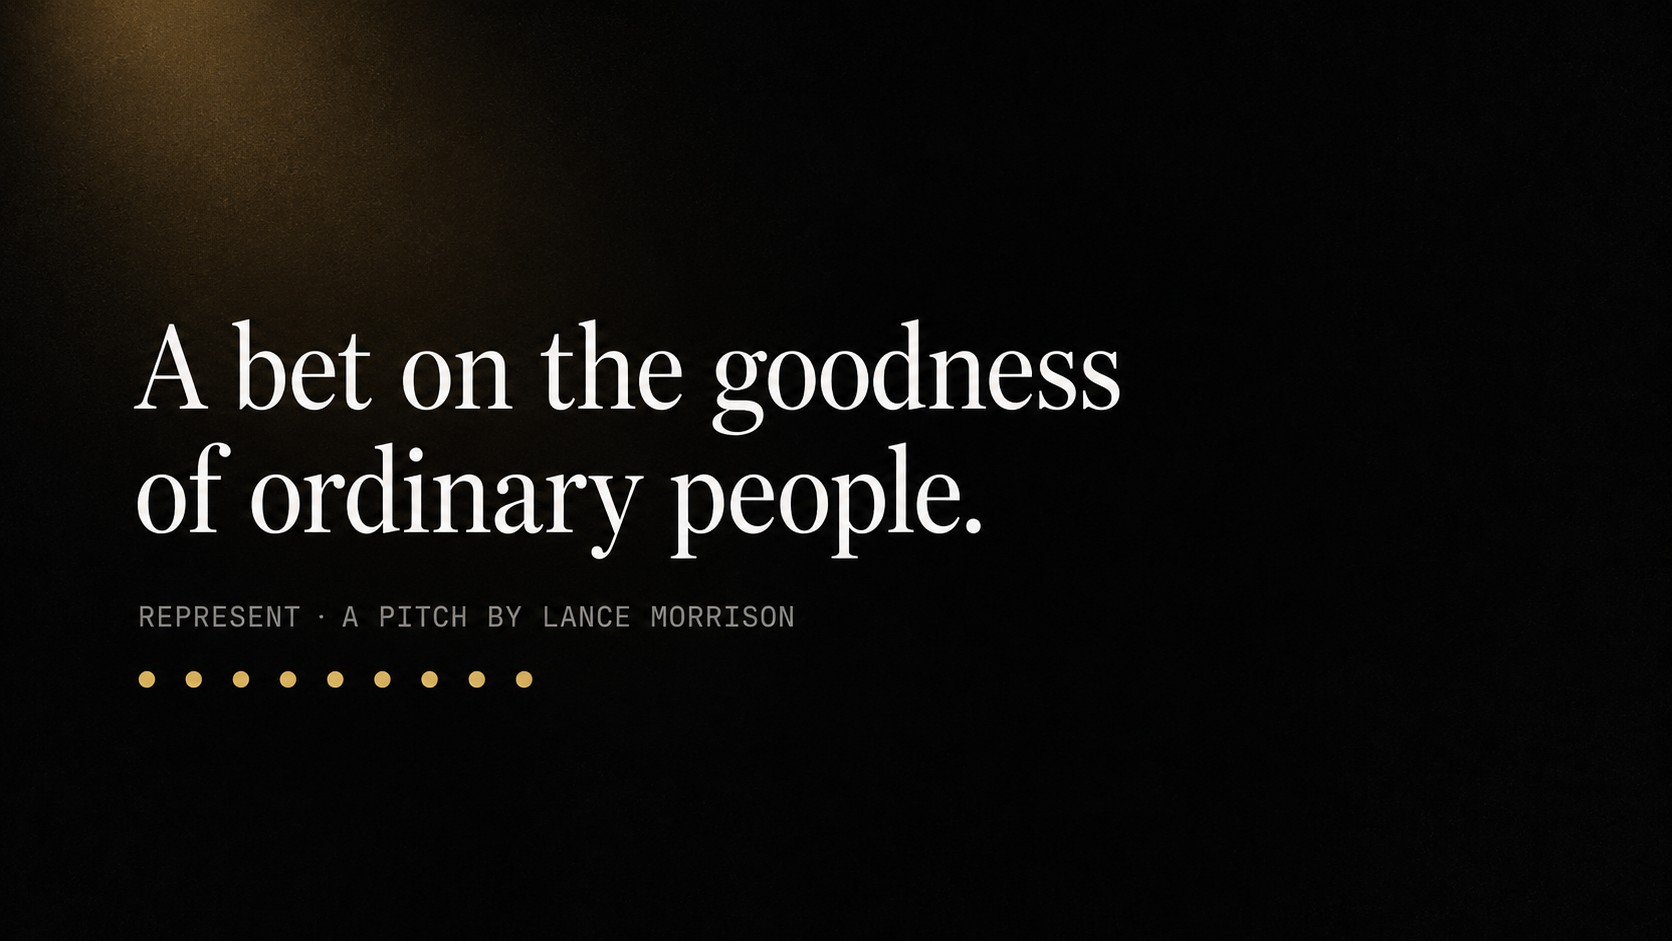 A bet on the goodness
of ordinary people.
REPRESENT · A PITCH BY LANCE MORRISON